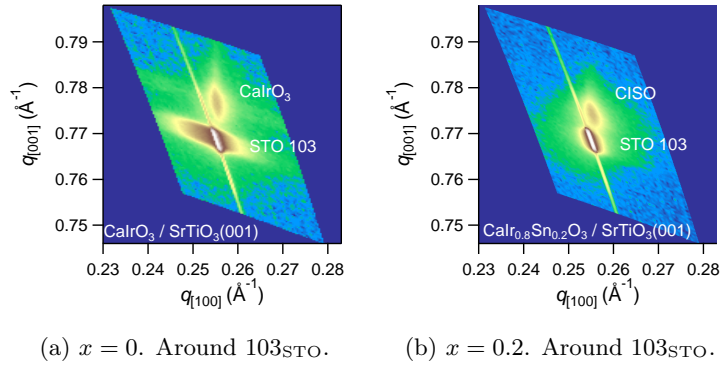 0.79
0.78
0.77
0.76
0.75
q[001] (Å⁻¹)
CaIrO₃
STO 103
CaIrO₃ / SrTiO₃(001)
0.23 0.24 0.25 0.26 0.27 0.28
q[100] (Å⁻¹)
(a) x = 0. Around 103STO.
0.79
0.78
0.77
0.76
0.75
q[001] (Å⁻¹)
CISO
STO 103
CaIr₀.₈Sn₀.₂O₃ / SrTiO₃(001)
0.23 0.24 0.25 0.26 0.27 0.28
q[100] (Å⁻¹)
(b) x = 0.2. Around 103STO.